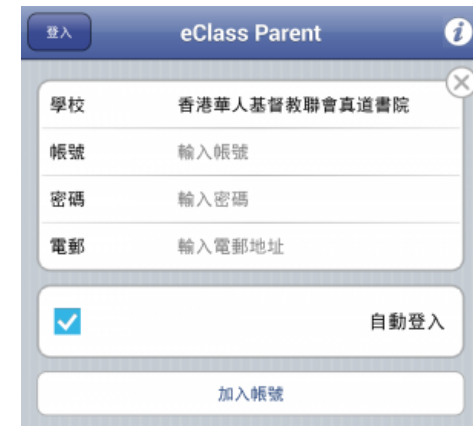 登入 eClass Parent i
學校 香港華人基督教聯會真道書院
帳號 輸入帳號
密碼 輸入密碼
電郵 輸入電郵地址
自動登入
加入帳號